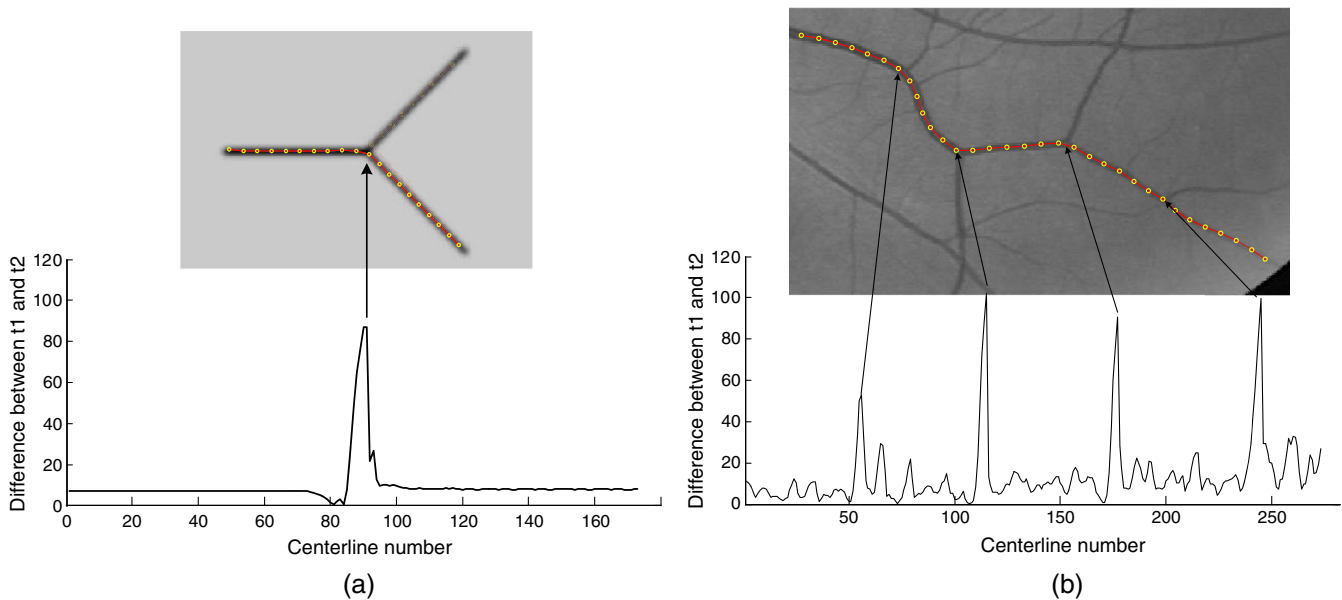 120
100
80
60
40
20
0
Difference between t1 and t2
0 20 40 60 80 100 120 140 160
Centerline number
(a)
120
100
80
60
40
20
0
Difference between t1 and t2
50 100 150 200 250
Centerline number
(b)